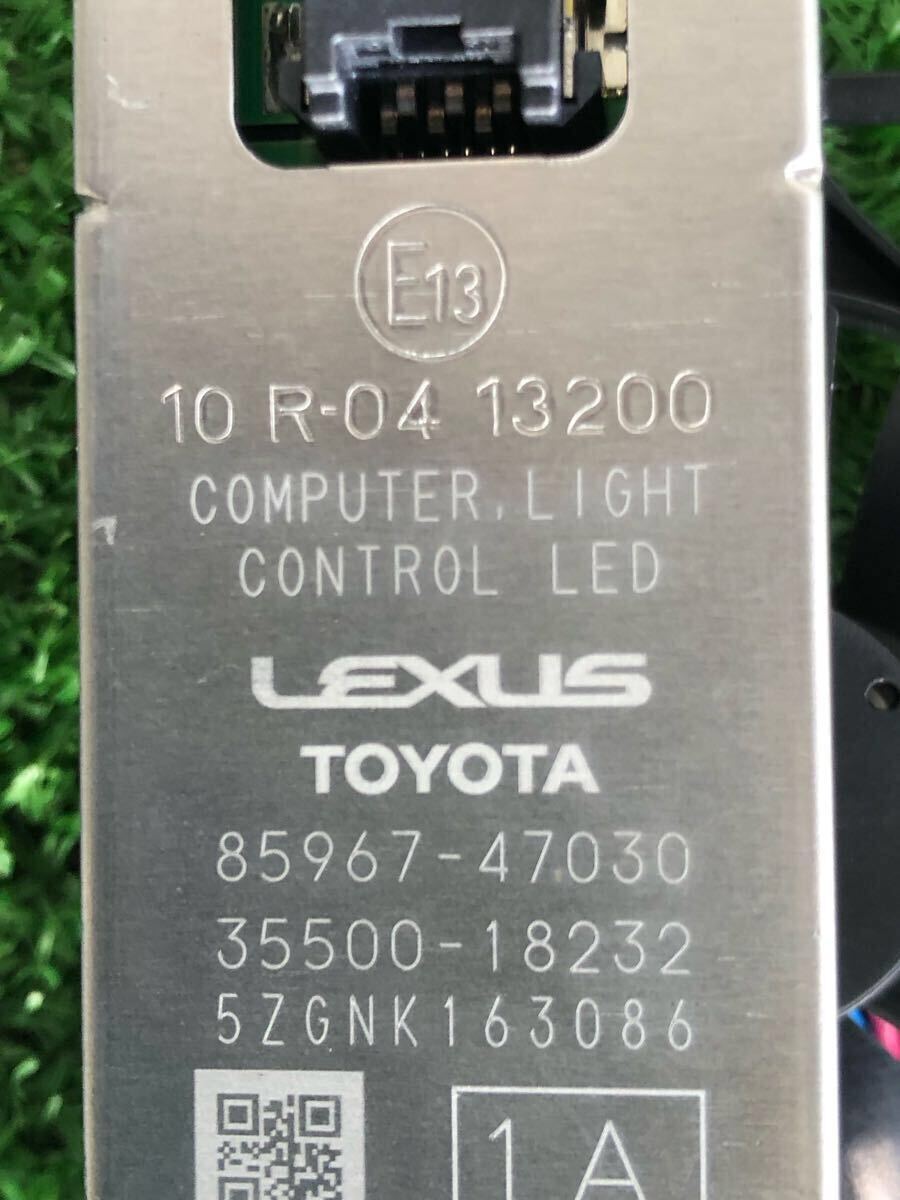 E13
10 R-04 13200
COMPUTER, LIGHT
CONTROL LED
LEXUS
TOYOTA
85967-47030
35500-18232
5ZGNK163086
1A